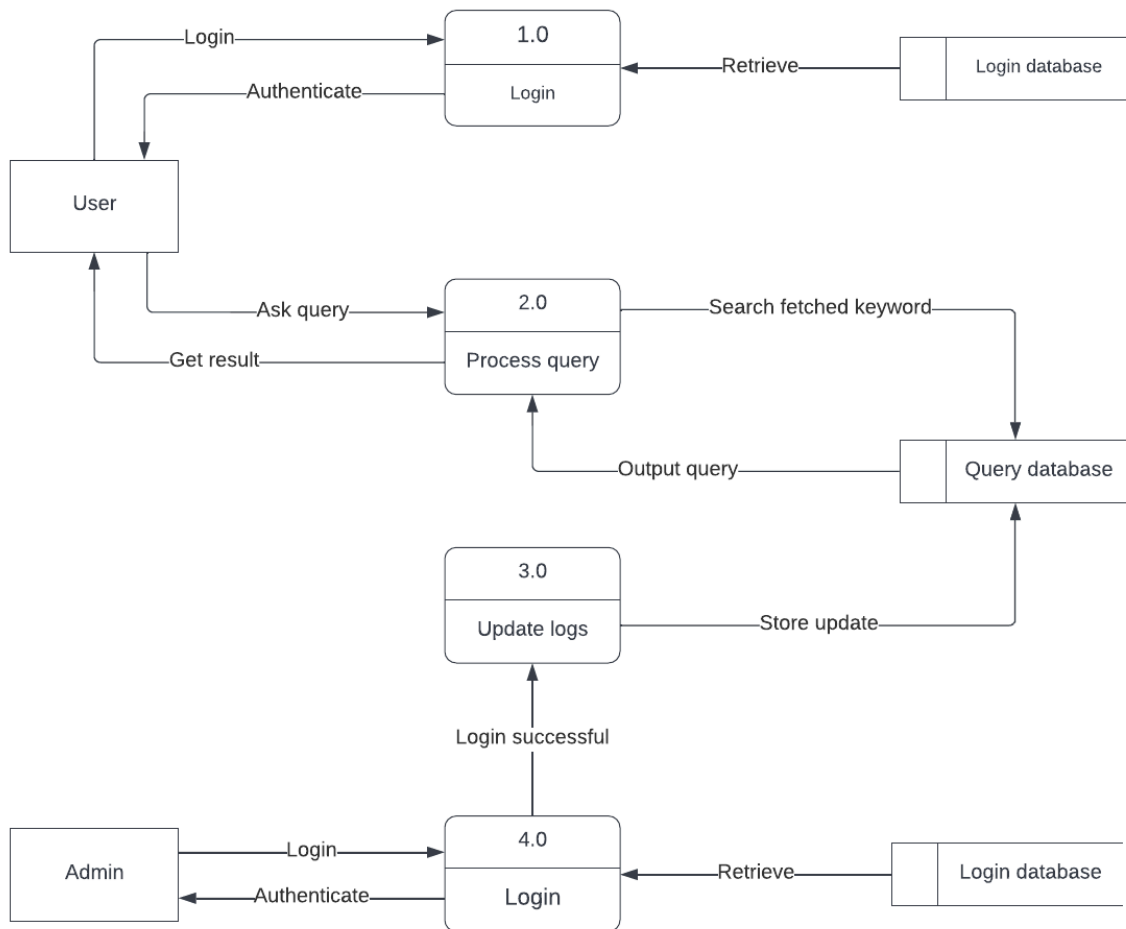 Login
1.0
Retrieve
Login database
Authenticate
Login
User
Ask query
2.0
Search fetched keyword
Get result
Process query
Output query
Query database
3.0
Update logs
Store update
Login successful
4.0
Admin
Login
Retrieve
Login database
Authenticate
Login